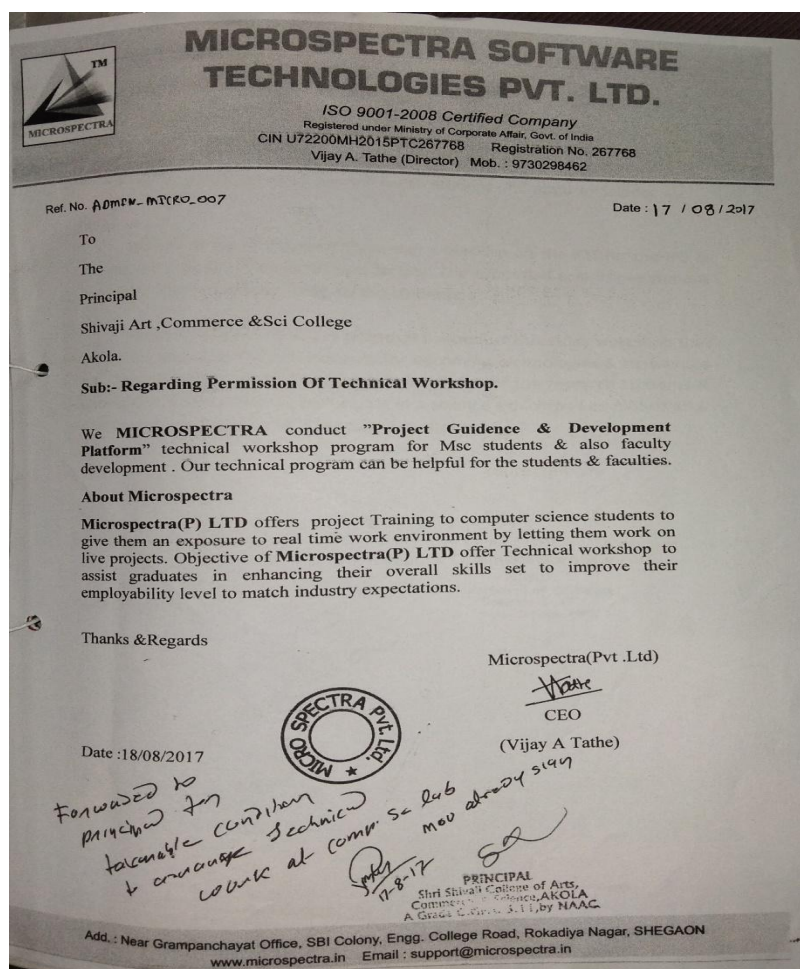 MICROSPECTRA SOFTWARE
TECHNOLOGIES PVT. LTD.
TM
MICROSPECTRA
ISO 9001-2008 Certified Company
Registered under Ministry of Corporate Affair, Govt. of India
CIN U72200MH2015PTC267768 Registration No. 267768
Vijay A. Tathe (Director) Mob. : 9730298462
Ref. No. ADMIN_MICRO_007 Date : 17 / 08 / 2017
To
The
Principal
Shivaji Art ,Commerce &Sci College
Akola.
Sub:- Regarding Permission Of Technical Workshop.
We MICROSPECTRA conduct ”Project Guidence & Development
Platform” technical workshop program for Msc students & also faculty
development . Our technical program can be helpful for the students & faculties.
About Microspectra
Microspectra(P) LTD offers project Training to computer science students to
give them an exposure to real time work environment by letting them work on
live projects. Objective of Microspectra(P) LTD offer Technical workshop to
assist graduates in enhancing their overall skills set to improve their
employability level to match industry expectations.
Thanks &Regards
Microspectra(Pvt .Ltd)
Tathe
CEO
(Vijay A Tathe)
MICRO SPECTRA Pvt. Ltd.
Date :18/08/2017
Forwarded to
principal for
to arrange Technical
at comp. Sc lab
mou already sign
17-8-17
PRINCIPAL
Shri Shivaji College of Arts,
Commerce & Science, AKOLA
A Grade 3.11, by NAAC
Add. : Near Grampanchayat Office, SBI Colony, Engg. College Road, Rokadiya Nagar, SHEGAON
www.microspectra.in Email : support@microspectra.in